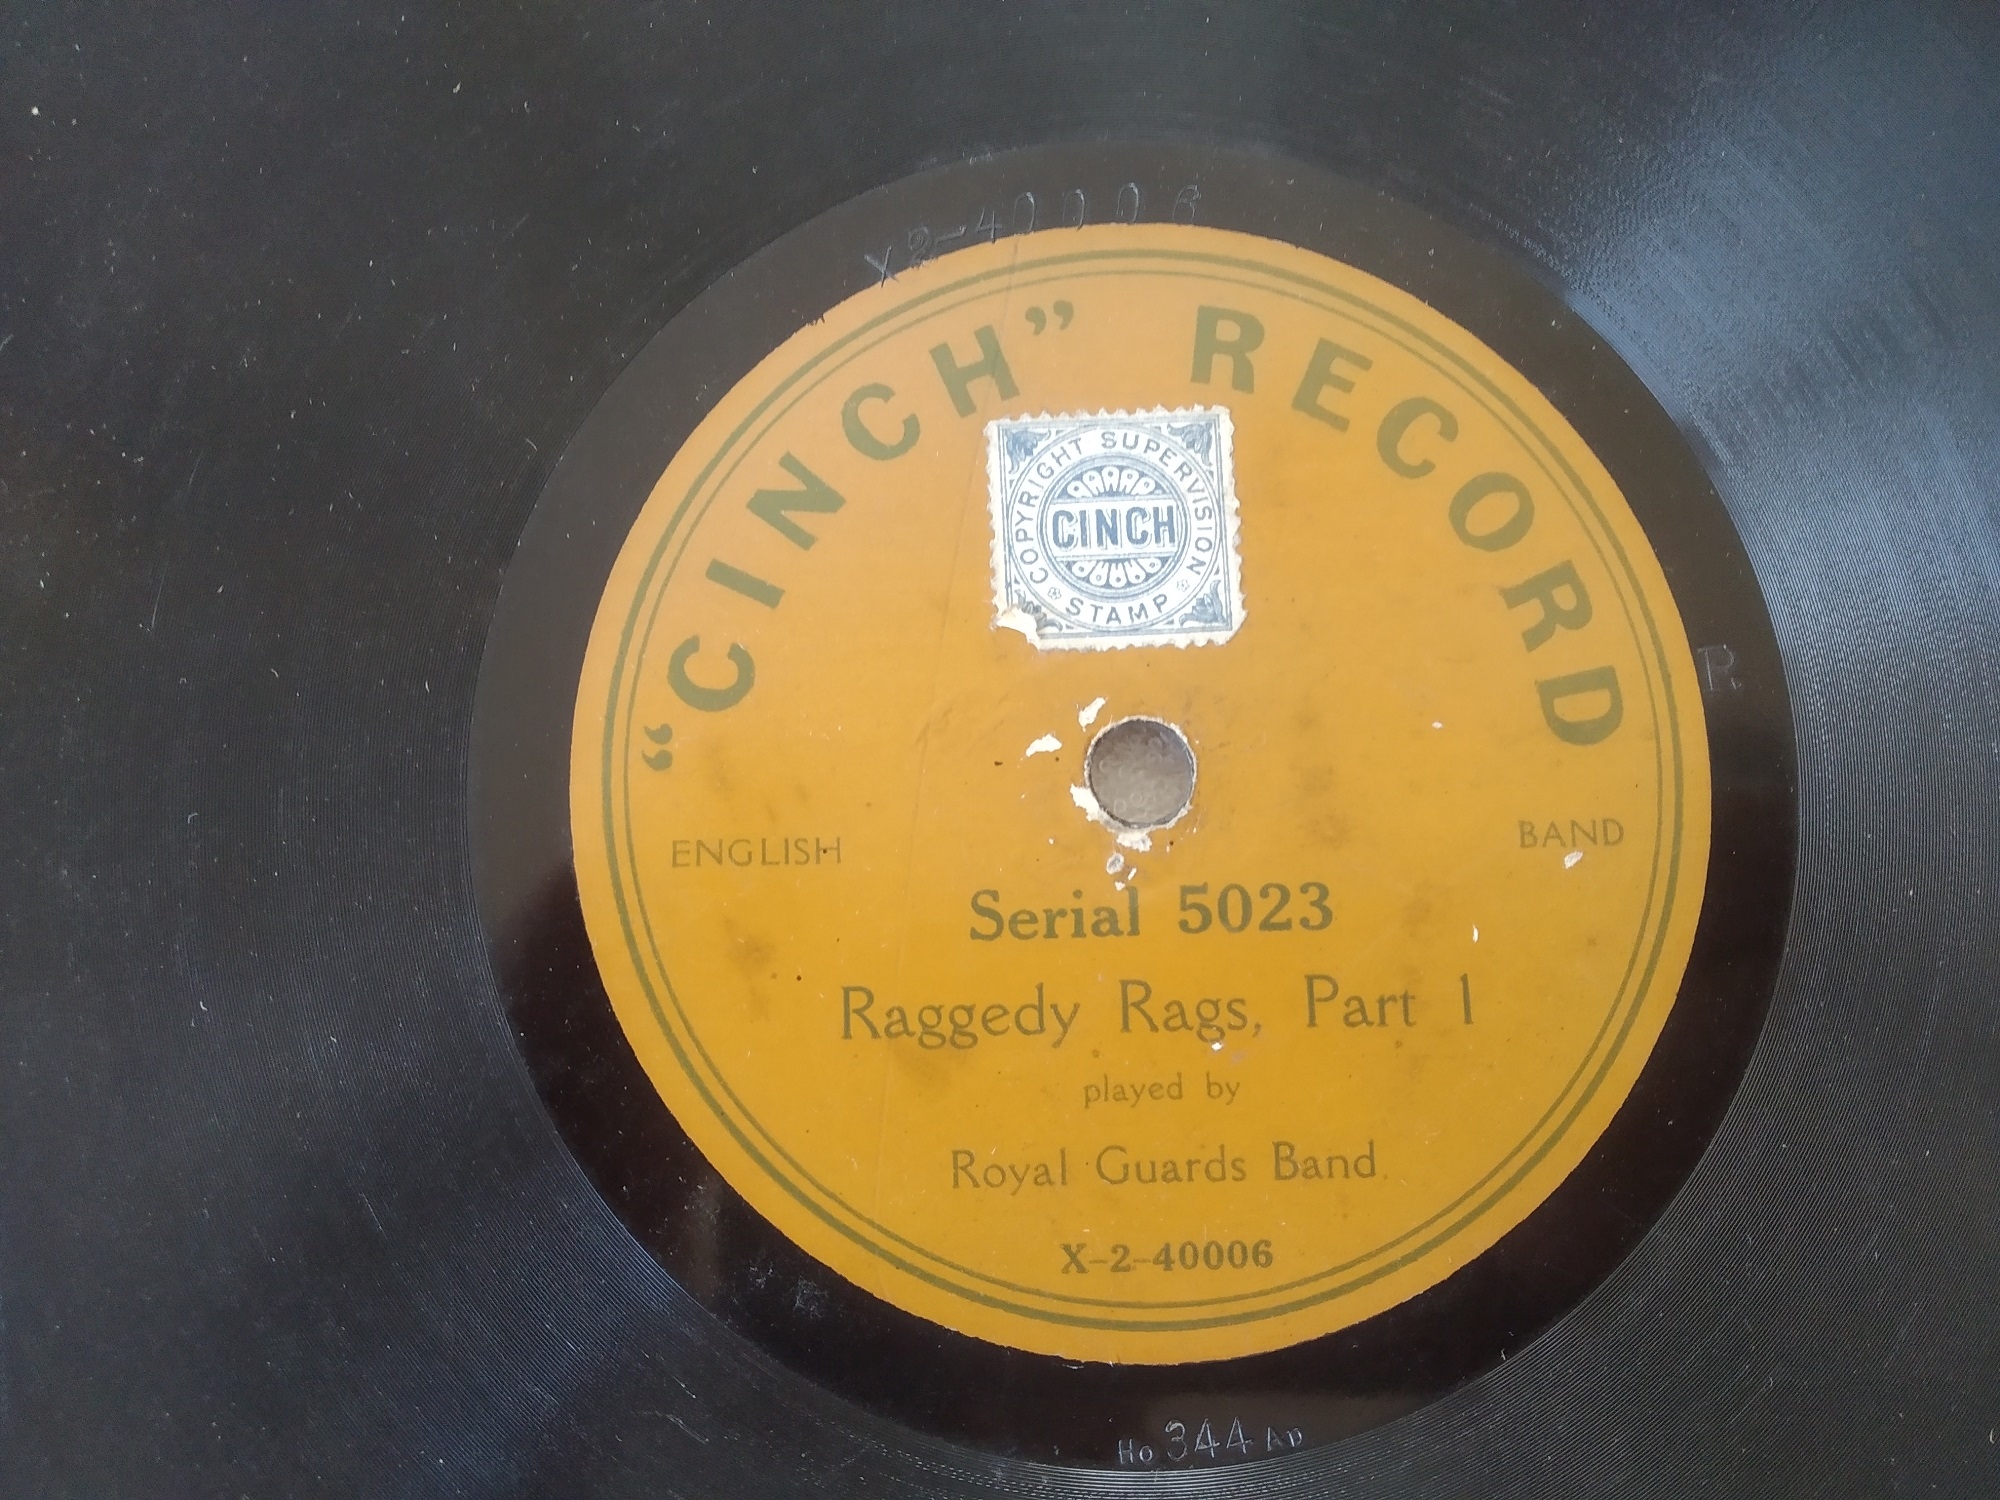 X2-40006
"CINCH" RECORD
COPYRIGHT SUPERVISION
CINCH
STAMP
R
ENGLISH BAND
Serial 5023
Raggedy Rags, Part 1
played by
Royal Guards Band
X-2-40006
Ho 344 AD